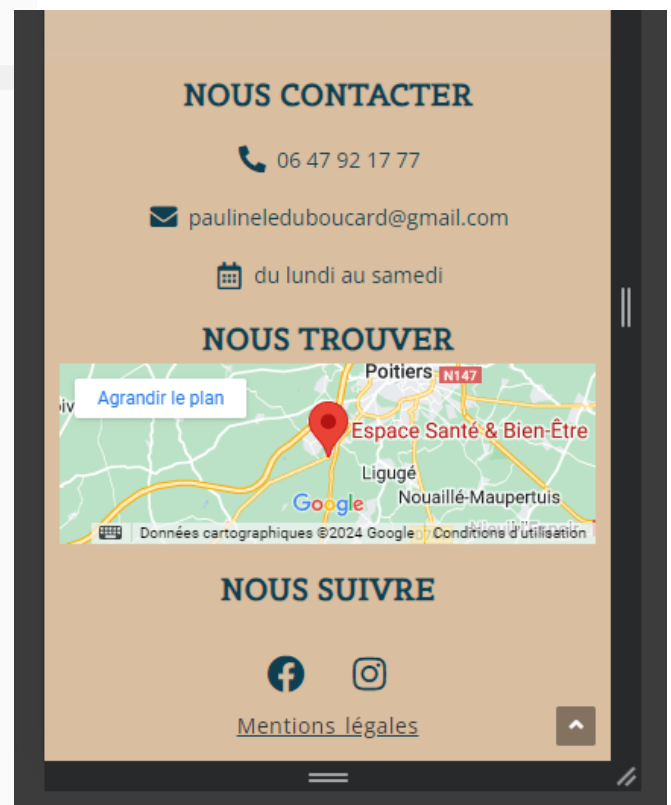 NOUS CONTACTER
06 47 92 17 77
paulineleduboucard@gmail.com
du lundi au samedi
NOUS TROUVER
Poitiers N147
Agrandir le plan
Espace Santé & Bien-Être
Ligugé
Google Nouaillé-Maupertuis
Données cartographiques ©2024 Google Conditions d'utilisation
NOUS SUIVRE
Mentions légales